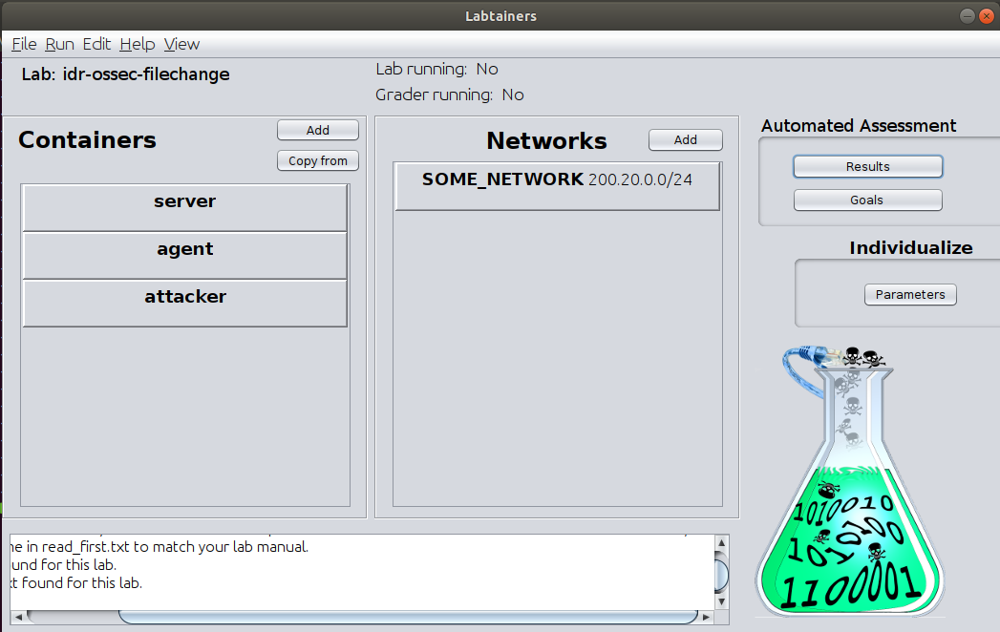 Labtainers
File Run Edit Help View
Lab: idr-ossec-filechange
Lab running: No
Grader running: No
Containers
Add
Copy from
server
agent
attacker
Networks
Add
SOME_NETWORK 200.20.0.0/24
Automated Assessment
Results
Goals
Individualize
Parameters
1010010
10100
101
1100001
ne in read_first.txt to match your lab manual.
und for this lab.
xt found for this lab.